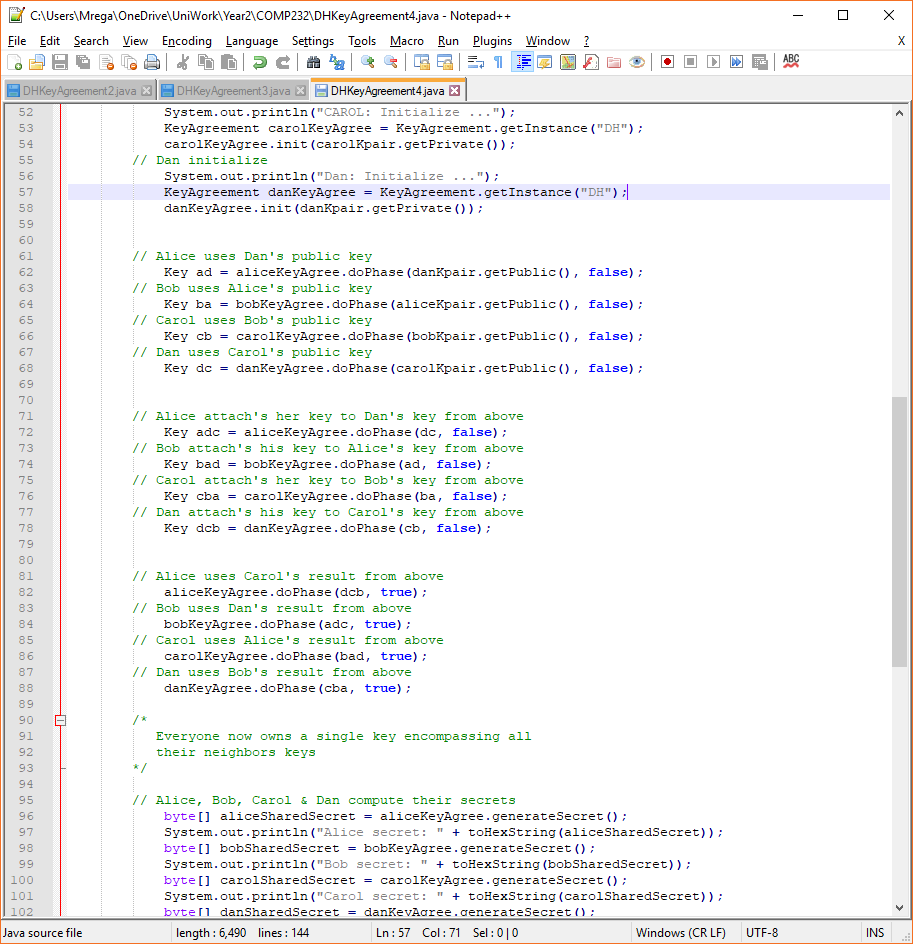 C:\Users\Mrega\OneDrive\UniWork\Year2\COMP232\DHKeyAgreement4.java - Notepad++
File Edit Search View Encoding Language Settings Tools Macro Run Plugins Window ? X
ABC
DHKeyAgreement2.java DHKeyAgreement3.java DHKeyAgreement4.java
52 System.out.println("CAROL: Initialize ...");
53 KeyAgreement carolKeyAgree = KeyAgreement.getInstance("DH");
54 carolKeyAgree.init(carolKpair.getPrivate());
55 // Dan initialize
56 System.out.println("Dan: Initialize ...");
57 KeyAgreement danKeyAgree = KeyAgreement.getInstance("DH");
58 danKeyAgree.init(danKpair.getPrivate());
59
60
61 // Alice uses Dan's public key
62 Key ad = aliceKeyAgree.doPhase(danKpair.getPublic(), false);
63 // Bob uses Alice's public key
64 Key ba = bobKeyAgree.doPhase(aliceKpair.getPublic(), false);
65 // Carol uses Bob's public key
66 Key cb = carolKeyAgree.doPhase(bobKpair.getPublic(), false);
67 // Dan uses Carol's public key
68 Key dc = danKeyAgree.doPhase(carolKpair.getPublic(), false);
69
70
71 // Alice attach's her key to Dan's key from above
72 Key adc = aliceKeyAgree.doPhase(dc, false);
73 // Bob attach's his key to Alice's key from above
74 Key bad = bobKeyAgree.doPhase(ad, false);
75 // Carol attach's her key to Bob's key from above
76 Key cba = carolKeyAgree.doPhase(ba, false);
77 // Dan attach's his key to Carol's key from above
78 Key dcb = danKeyAgree.doPhase(cb, false);
79
80
81 // Alice uses Carol's result from above
82 aliceKeyAgree.doPhase(dcb, true);
83 // Bob uses Dan's result from above
84 bobKeyAgree.doPhase(adc, true);
85 // Carol uses Alice's result from above
86 carolKeyAgree.doPhase(bad, true);
87 // Dan uses Bob's result from above
88 danKeyAgree.doPhase(cba, true);
89
90 /*
91 Everyone now owns a single key encompassing all
92 their neighbors keys
93 */
94
95 // Alice, Bob, Carol & Dan compute their secrets
96 byte[] aliceSharedSecret = aliceKeyAgree.generateSecret();
97 System.out.println("Alice secret: " + toHexString(aliceSharedSecret));
98 byte[] bobSharedSecret = bobKeyAgree.generateSecret();
99 System.out.println("Bob secret: " + toHexString(bobSharedSecret));
100 byte[] carolSharedSecret = carolKeyAgree.generateSecret();
101 System.out.println("Carol secret: " + toHexString(carolSharedSecret));
102 byte[] danSharedSecret = danKeyAgree.generateSecret();
Java source file length : 6,490 lines : 144 Ln : 57 Col : 71 Sel : 0 | 0 Windows (CR LF) UTF-8 INS